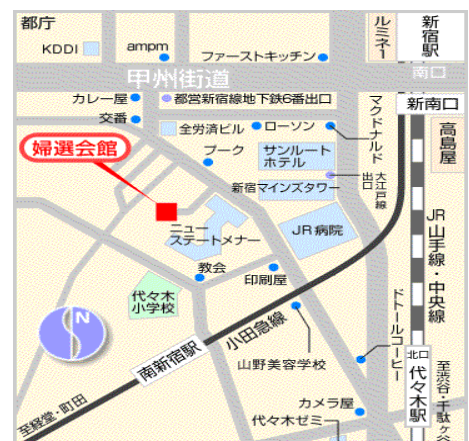 都庁
KDDI
ampm
ファーストキッチン
ルミネ1
新宿駅
南口
甲州街道
カレー屋
都営新宿線地下鉄6番出口
マクドナルド
新南口
交番
全労済ビル
ローソン
高島屋
婦選会館
プーク
サンルート
ホテル
新宿マインズタワー
大江戸線
出口
ニュー
ステートメナー
JR病院
JR山手線・中央線
教会
印刷屋
代々木
小学校
N
小田急線
ドトールコーヒー
南新宿駅
山野美容学校
北口
代々木駅
至渋谷・千駄ヶ谷
カメラ屋
代々木ゼミ
至経堂・町田